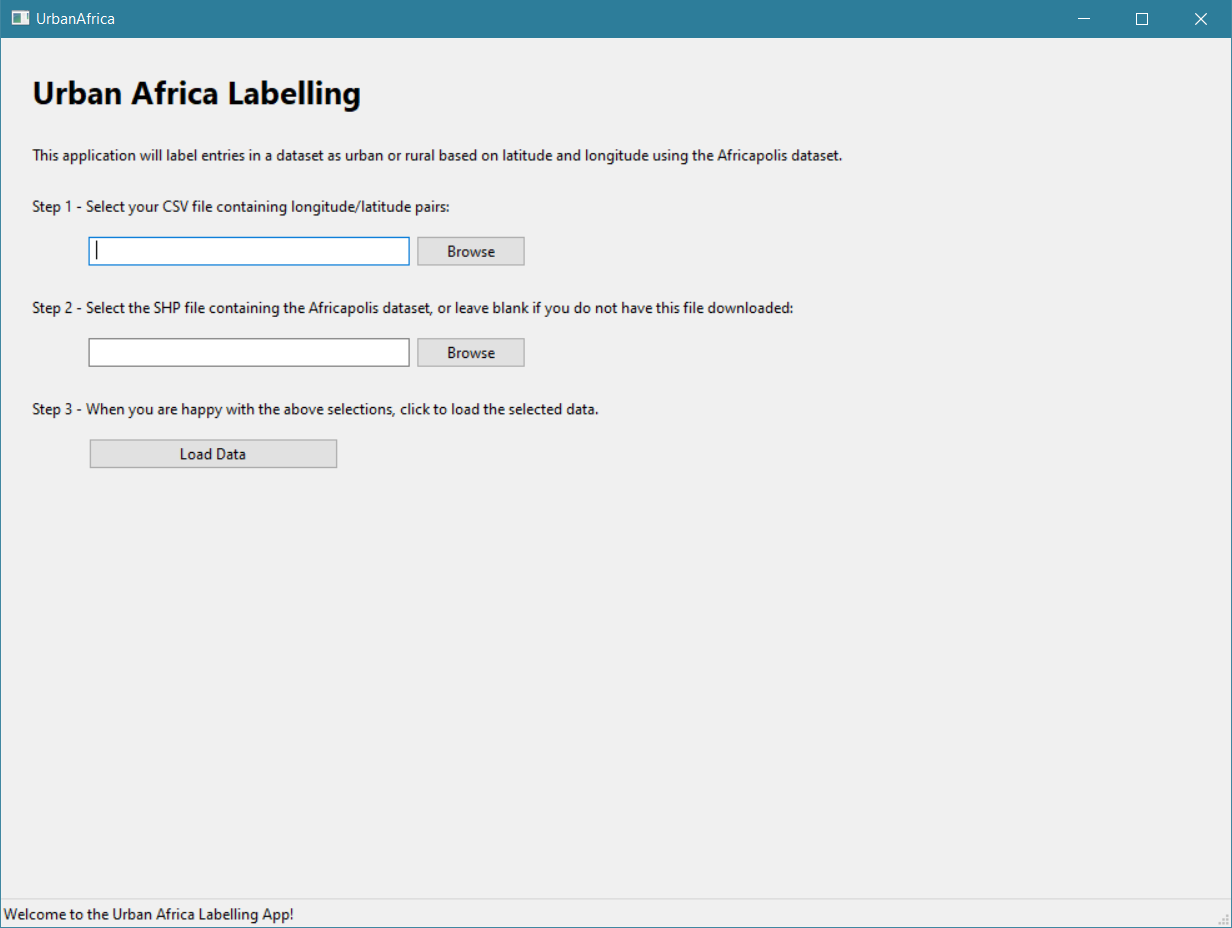 UrbanAfrica
Urban Africa Labelling
This application will label entries in a dataset as urban or rural based on latitude and longitude using the Africapolis dataset.
Step 1 - Select your CSV file containing longitude/latitude pairs:
Browse
Step 2 - Select the SHP file containing the Africapolis dataset, or leave blank if you do not have this file downloaded:
Browse
Step 3 - When you are happy with the above selections, click to load the selected data.
Load Data
Welcome to the Urban Africa Labelling App!